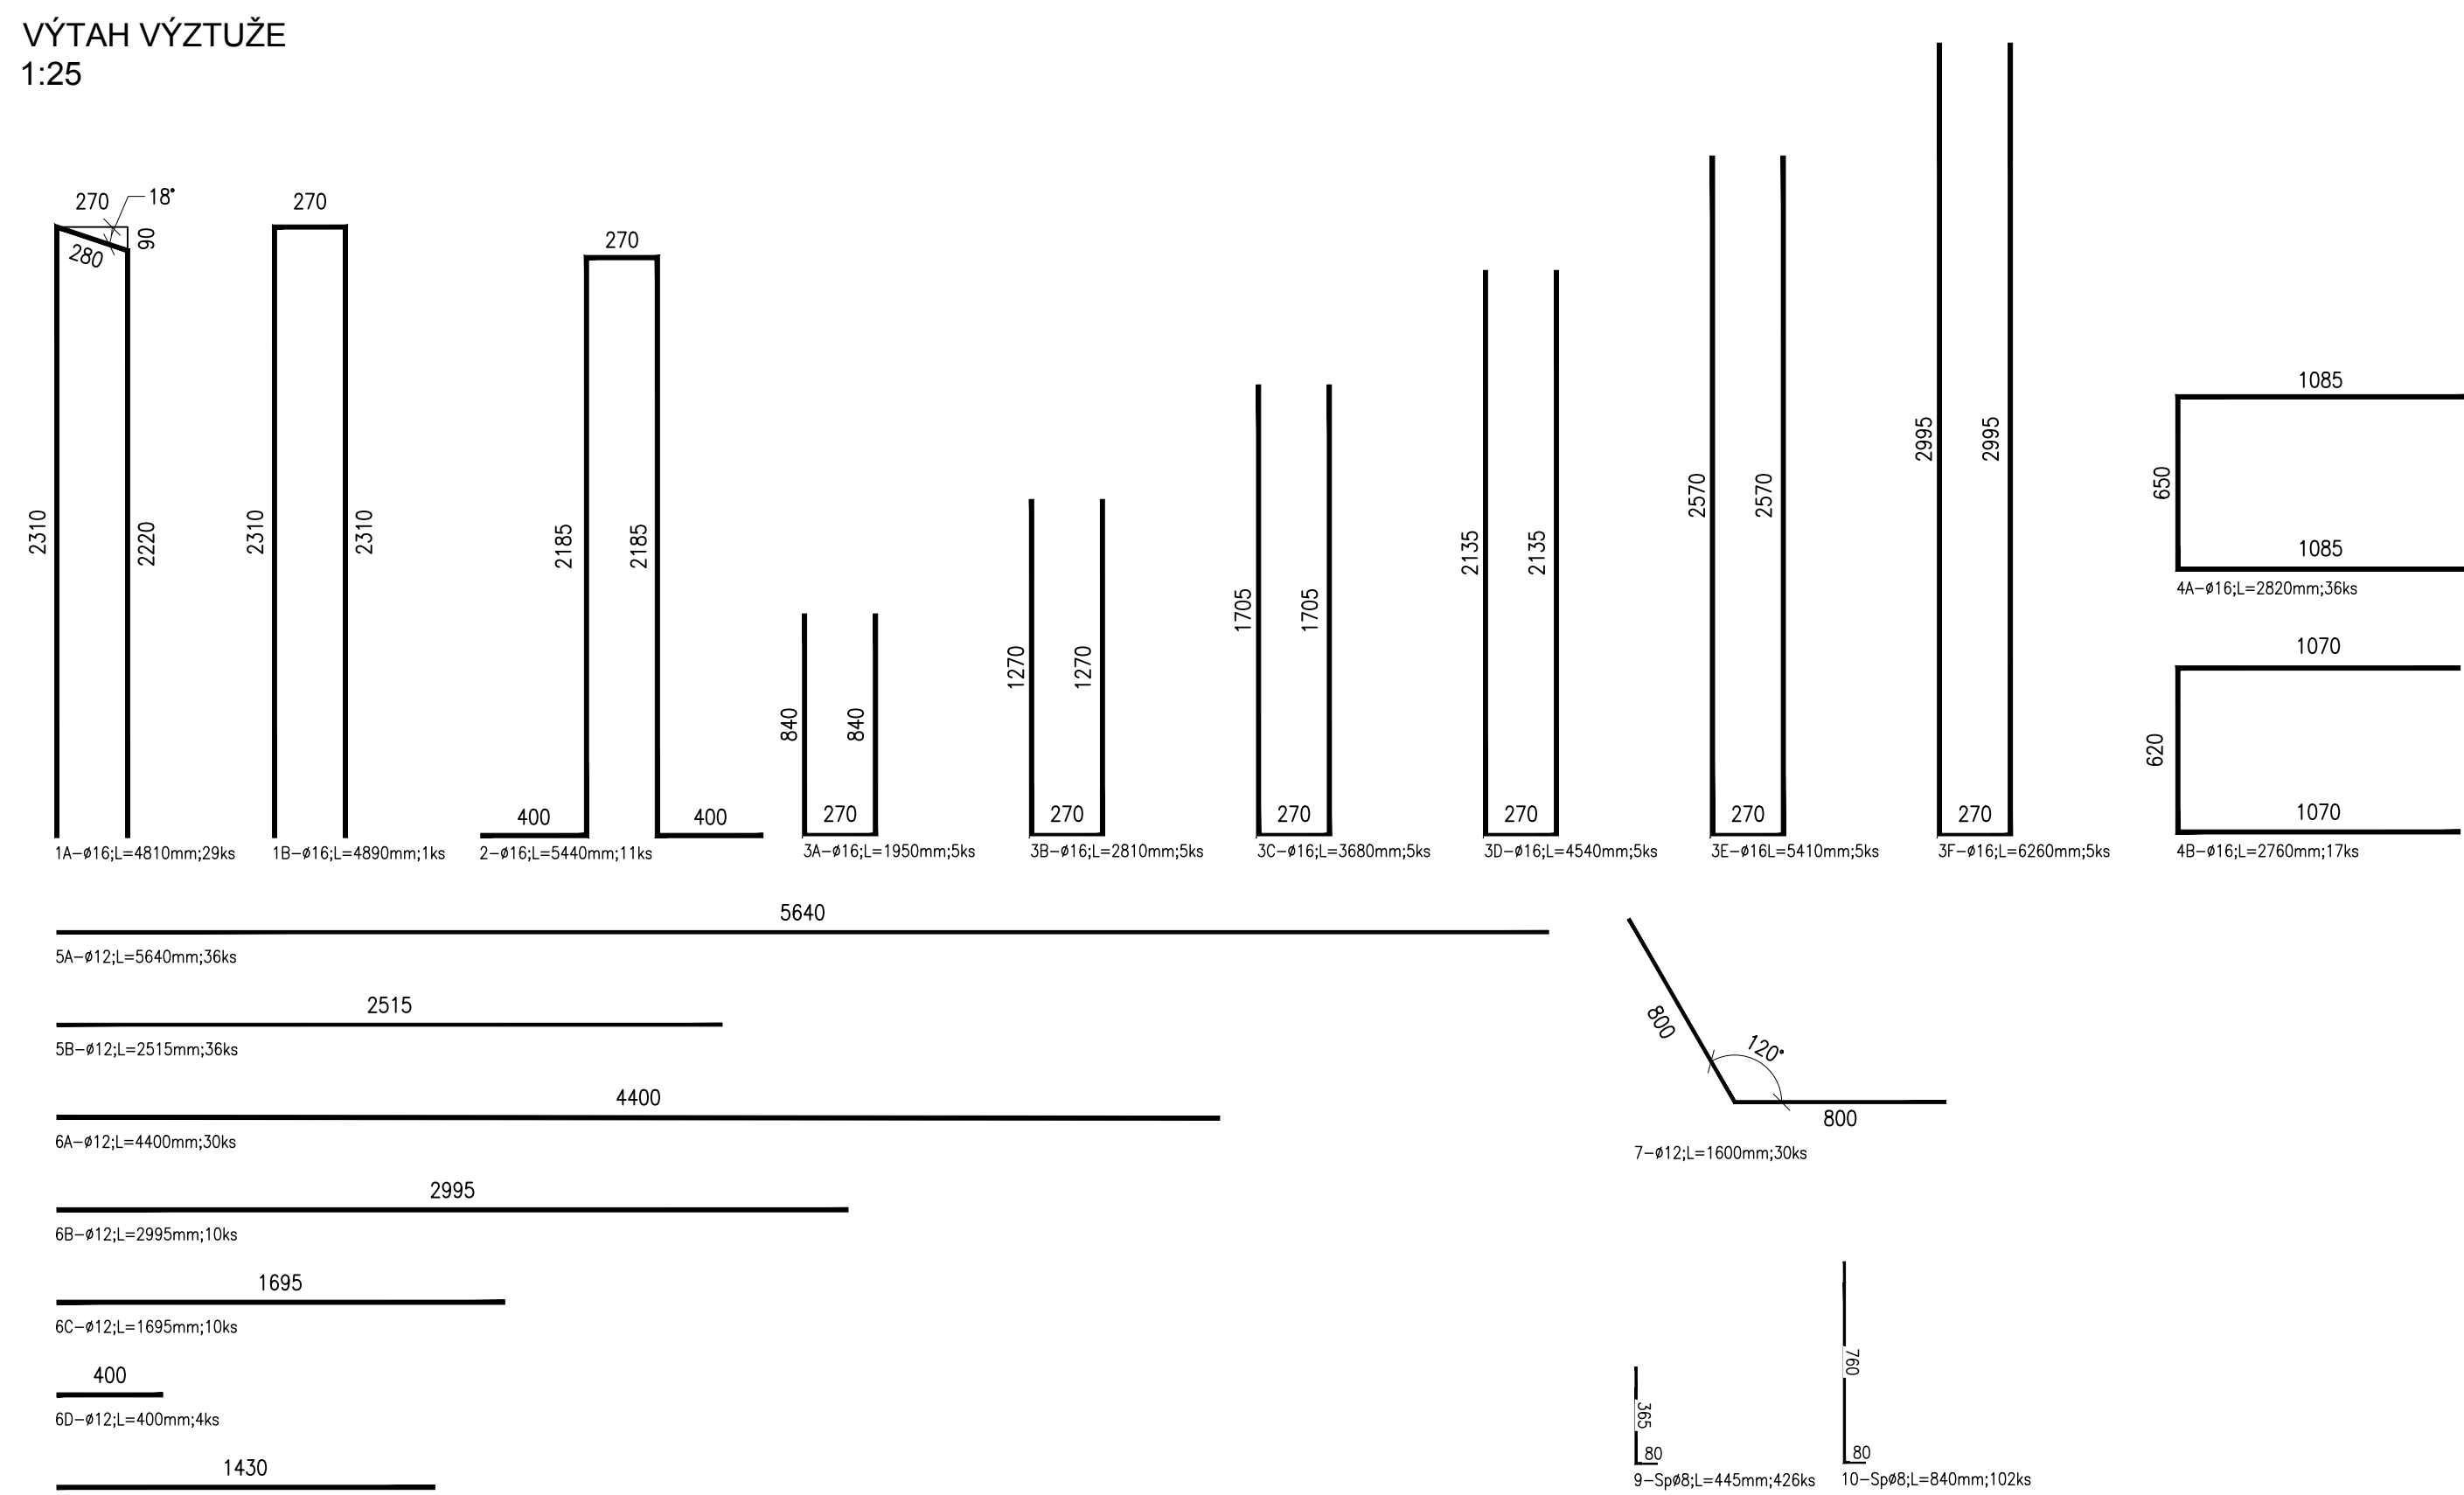 VÝTAH VÝZTUŽE
1:25
270
18°
90
280
2310
2220
1A-ø16;L=4810mm;29ks
270
2310
2310
1B-ø16;L=4890mm;1ks
270
2185
2185
400
400
2-ø16;L=5440mm;11ks
840
840
270
3A-ø16;L=1950mm;5ks
1270
1270
270
3B-ø16;L=2810mm;5ks
1705
1705
270
3C-ø16;L=3680mm;5ks
2135
2135
270
3D-ø16;L=4540mm;5ks
2570
2570
270
3E-ø16L=5410mm;5ks
2995
2995
270
3F-ø16;L=6260mm;5ks
1085
650
1085
4A-ø16;L=2820mm;36ks
1070
620
1070
4B-ø16;L=2760mm;17ks
5640
5A-ø12;L=5640mm;36ks
2515
5B-ø12;L=2515mm;36ks
4400
6A-ø12;L=4400mm;30ks
2995
6B-ø12;L=2995mm;10ks
1695
6C-ø12;L=1695mm;10ks
400
6D-ø12;L=400mm;4ks
1430
800
120°
800
7-ø12;L=1600mm;30ks
365
80
9-Spø8;L=445mm;426ks
760
80
10-Spø8;L=840mm;102ks